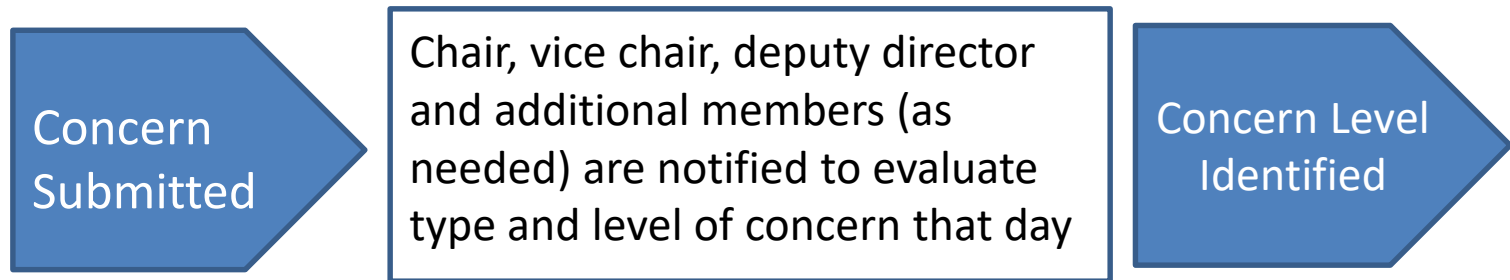 Concern
Submitted
Chair, vice chair, deputy director
and additional members (as
needed) are notified to evaluate
type and level of concern that day
Concern Level
Identified